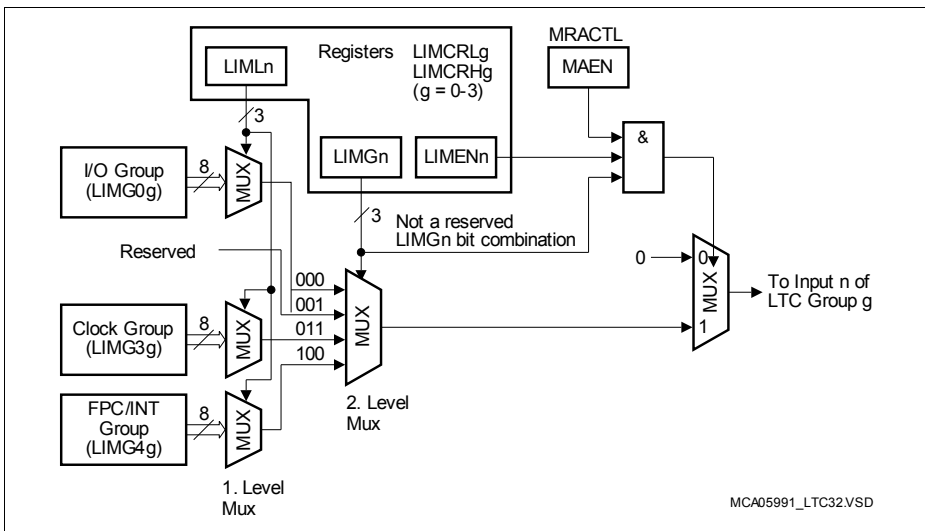 Registers LIMCRLg
LIMCRHg
(g = 0-3)
MRACTL
MAEN
LIMLn
3
&
LIMGn
LIMENn
I/O Group
(LIMG0g)
8
MUX
3
Not a reserved
LIMGn bit combination
Reserved
0
0
MUX
1
To Input n of
LTC Group g
000
001
011
100
MUX
Clock Group
(LIMG3g)
8
MUX
2. Level
Mux
FPC/INT
Group
(LIMG4g)
8
MUX
1. Level
Mux
MCA05991_LTC32.VSD